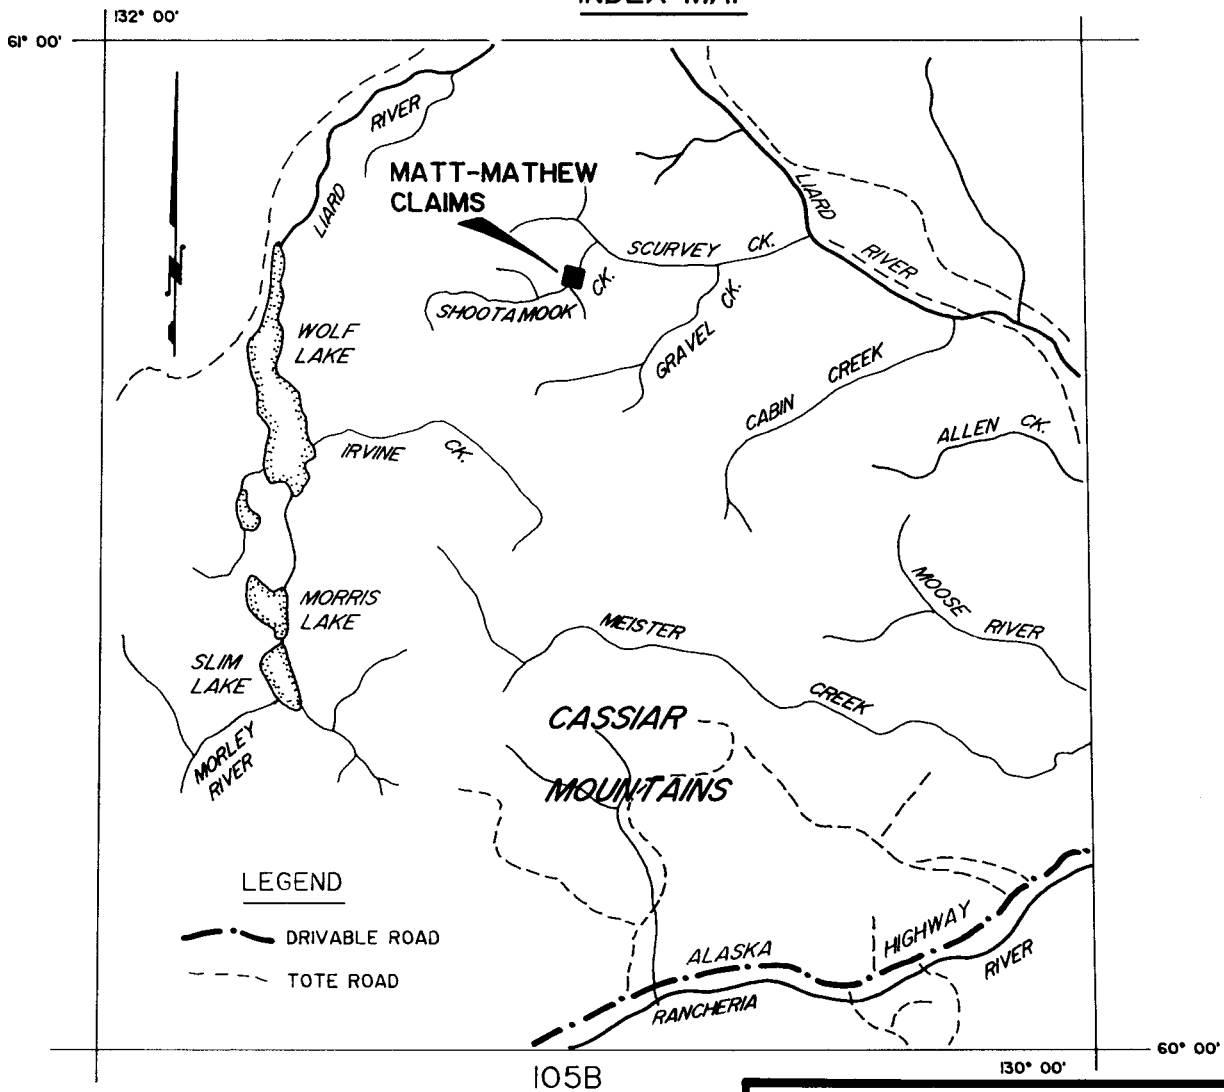 132° 00'
61° 00'
LIARD RIVER
MATT-MATHEW
CLAIMS
LIARD RIVER
SCURVEY CK.
SHOOTAMOOK CK.
GRAVEL CK.
WOLF
LAKE
CABIN CREEK
IRVINE CK.
ALLEN CK.
MOOSE RIVER
MORRIS
LAKE
MEISTER CREEK
SLIM
LAKE
MORLEY
RIVER
CASSIAR
MOUNTAINS
LEGEND
DRIVABLE ROAD
TOTE ROAD
ALASKA HIGHWAY
RANCHERIA RIVER
60° 00'
130° 00'
105B